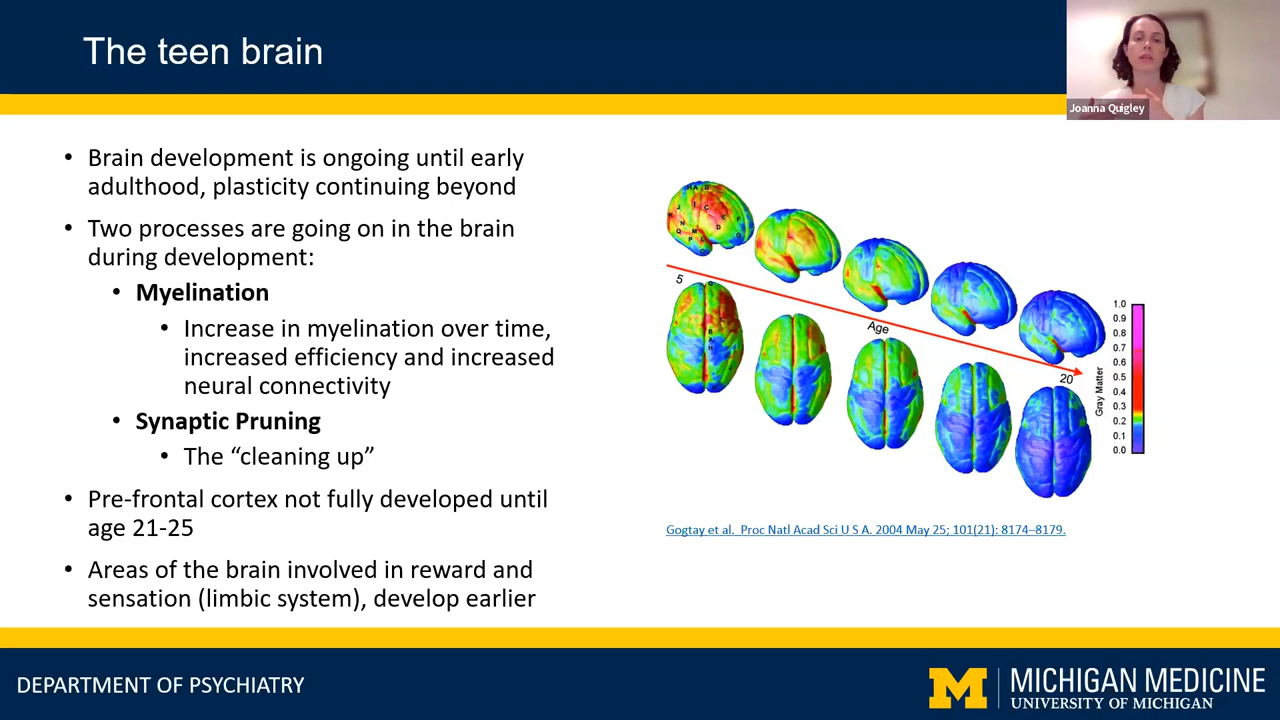 The teen brain
Joanna Quigley
• Brain development is ongoing until early
adulthood, plasticity continuing beyond
• Two processes are going on in the brain
during development:
• Myelination
• Increase in myelination over time,
increased efficiency and increased
neural connectivity
• Synaptic Pruning
• The “cleaning up”
• Pre-frontal cortex not fully developed until
age 21-25
• Areas of the brain involved in reward and
sensation (limbic system), develop earlier
5
Age
20
1.0
0.9
0.8
0.7
0.6
0.5
0.4
0.3
0.2
0.1
0.0
Gray Matter
Gogtay et al. Proc Natl Acad Sci U S A. 2004 May 25; 101(21): 8174–8179.
DEPARTMENT OF PSYCHIATRY
M
MICHIGAN MEDICINE
UNIVERSITY OF MICHIGAN